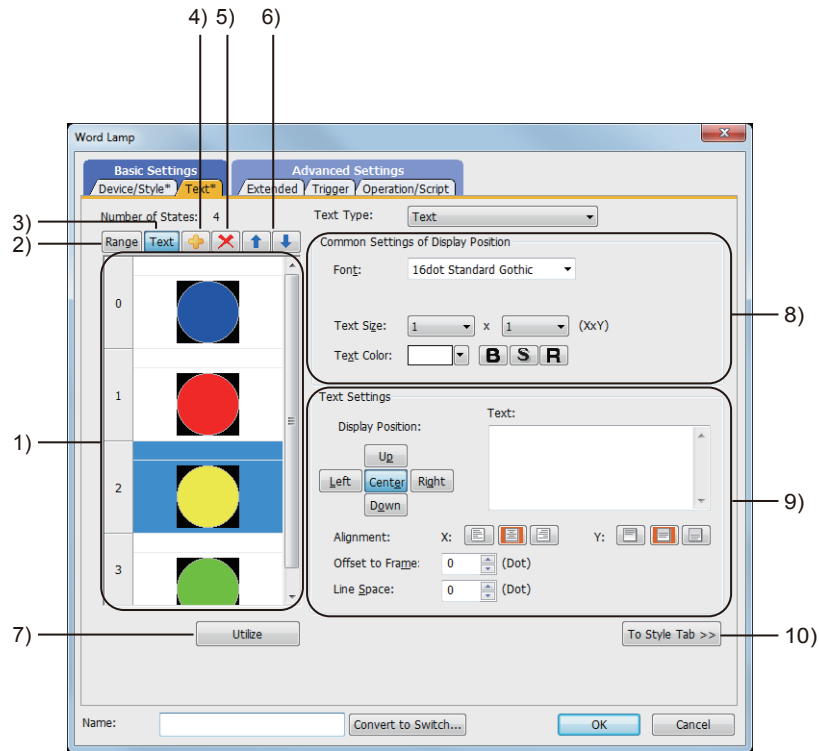 4) 5) 6)
Word Lamp
Basic Settings Advanced Settings
Device/Style* Text* Extended Trigger Operation/Script
Number of States: 4 Text Type: Text
3)
2) Range Text Common Settings of Display Position
Font: 16dot Standard Gothic
0
8)
Text Size: 1 x 1 (XxY)
Text Color: B S R
1
Text Settings
Text:
Display Position:
1)
Up
Left Center Right
2
Down
9)
Alignment: X: Y:
Offset to Frame: 0 (Dot)
3
Line Space: 0 (Dot)
7) Utilize To Style Tab >> 10)
Name: Convert to Switch... OK Cancel